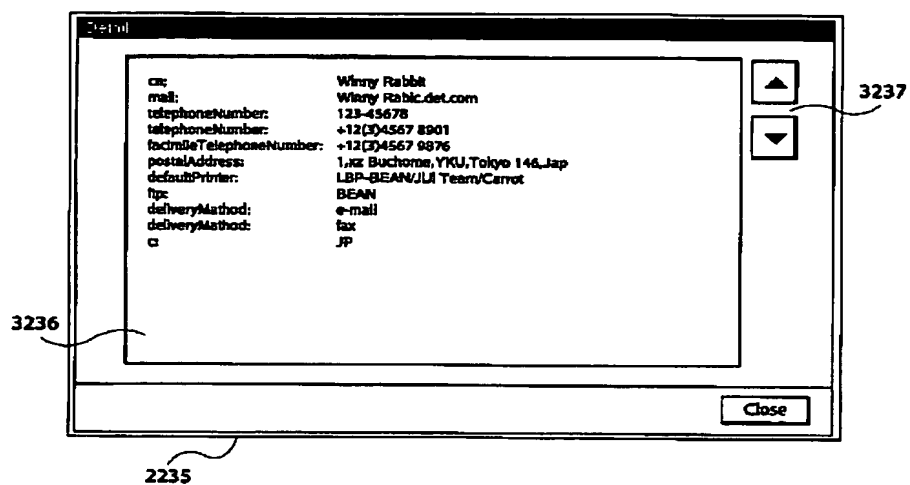 Detail
cn: Winny Rabbit
mail: Winny Rabic.det.com
telephoneNumber: 123-45678
telephoneNumber: +12(3)4567 8901
facimileTelephoneNumber: +12(3)4567 9876
postalAddress: 1,xz Buchome,YKU,Tokyo 146,Jap
defaultPrinter: LBP-BEAN/JUI Team/Carrot
ftp: BEAN
deliveryMathod: e-mail
deliveryMathod: fax
c: JP
3237
3236
Close
2235